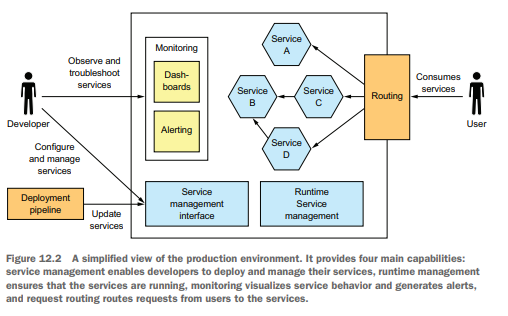 Monitoring
Dash-
boards
Alerting
Service
A
Service
B
Service
C
Service
D
Routing
Consumes
services
User
Observe and
troubleshoot
services
Developer
Configure
and manage
services
Deployment
pipeline
Update
services
Service
management
interface
Runtime
Service
management
Figure 12.2 A simplified view of the production environment. It provides four main capabilities:
service management enables developers to deploy and manage their services, runtime management
ensures that the services are running, monitoring visualizes service behavior and generates alerts,
and request routing routes requests from users to the services.